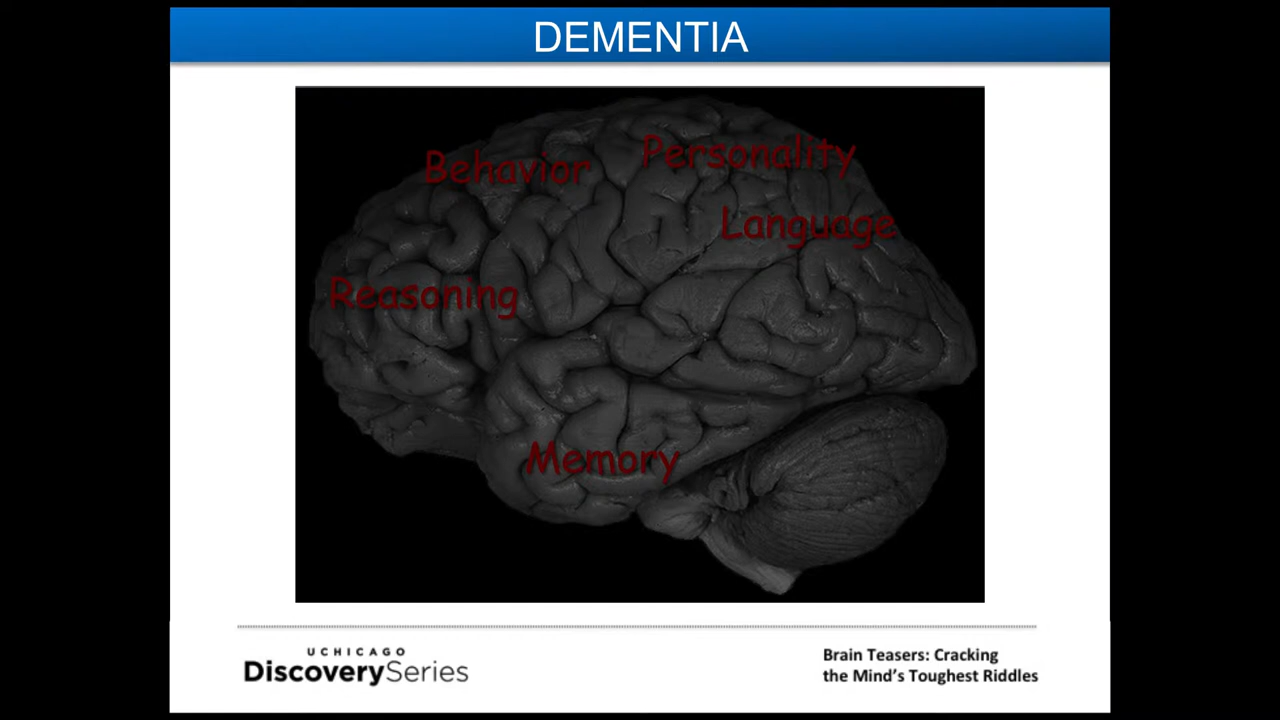 DEMENTIA
Behavior
Personality
Language
Reasoning
Memory
UCHICAGO
DiscoverySeries
Brain Teasers: Cracking
the Mind's Toughest Riddles